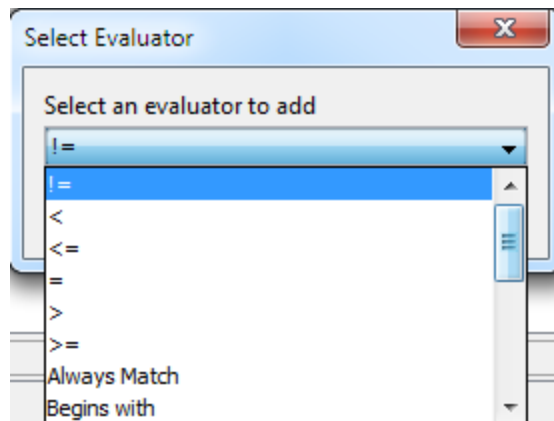 Select Evaluator
Select an evaluator to add
!=
!=
<
<=
=
>
>=
Always Match
Begins with